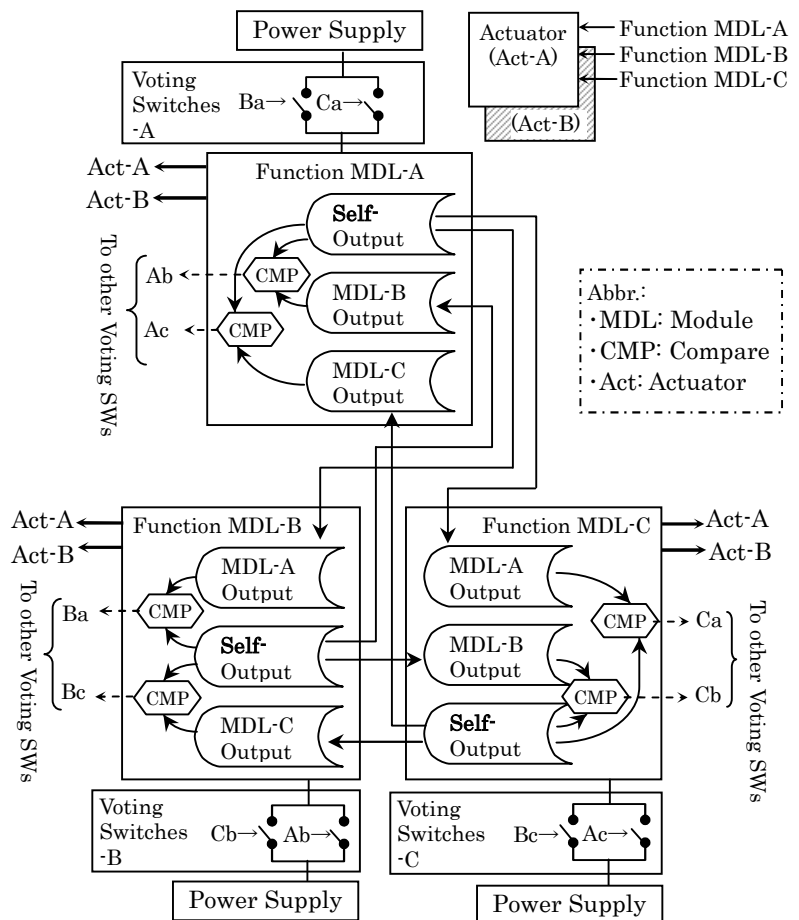 Power Supply
Voting
Switches
-A
Ba→
Ca→
Actuator
(Act-A)
(Act-B)
Function MDL-A
Function MDL-B
Function MDL-C
Act-A
Act-B
Function MDL-A
Self-
Output
CMP
MDL-B
Output
CMP
MDL-C
Output
To other Voting SWs
Ab
Ac
Abbr.:
・MDL: Module
・CMP: Compare
・Act: Actuator
Act-A
Act-B
Function MDL-B
MDL-A
Output
CMP
Self-
Output
CMP
MDL-C
Output
To other Voting SWs
Ba
Bc
Function MDL-C
Act-A
Act-B
MDL-A
Output
CMP
MDL-B
Output
CMP
Self-
Output
Ca
Cb
To other Voting SWs
Voting
Switches
-B
Cb→
Ab→
Power Supply
Voting
Switches
-C
Bc→
Ac→
Power Supply